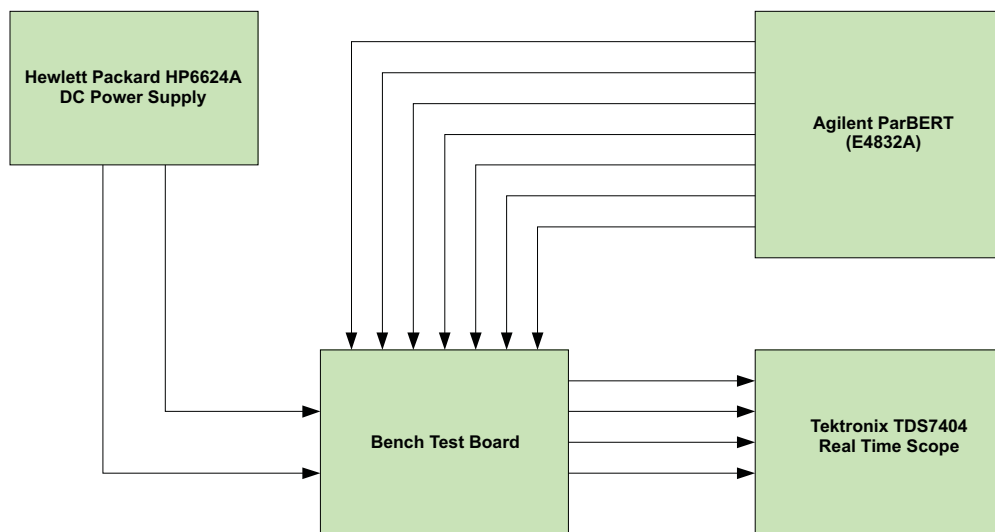 Hewlett Packard HP6624A
DC Power Supply
Agilent ParBERT
(E4832A)
Bench Test Board
Tektronix TDS7404
Real Time Scope